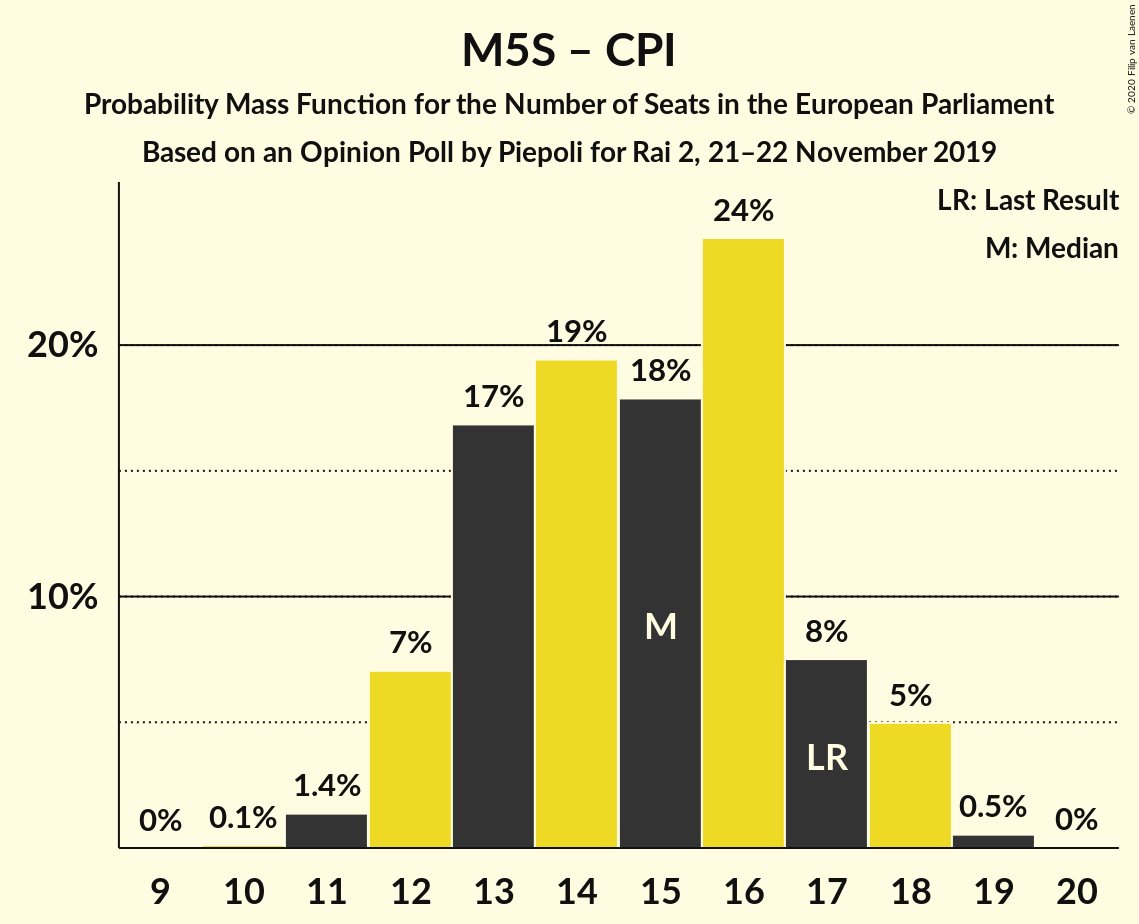 M5S – CPI
Probability Mass Function for the Number of Seats in the European Parliament
Based on an Opinion Poll by Piepoli for Rai 2, 21–22 November 2019
© 2020 Filip van Laenen
LR: Last Result
M: Median
20%
10%
0%
0.1%
1.4%
7%
17%
19%
18%
24%
8%
5%
0.5%
0%
M
LR
9 10 11 12 13 14 15 16 17 18 19 20